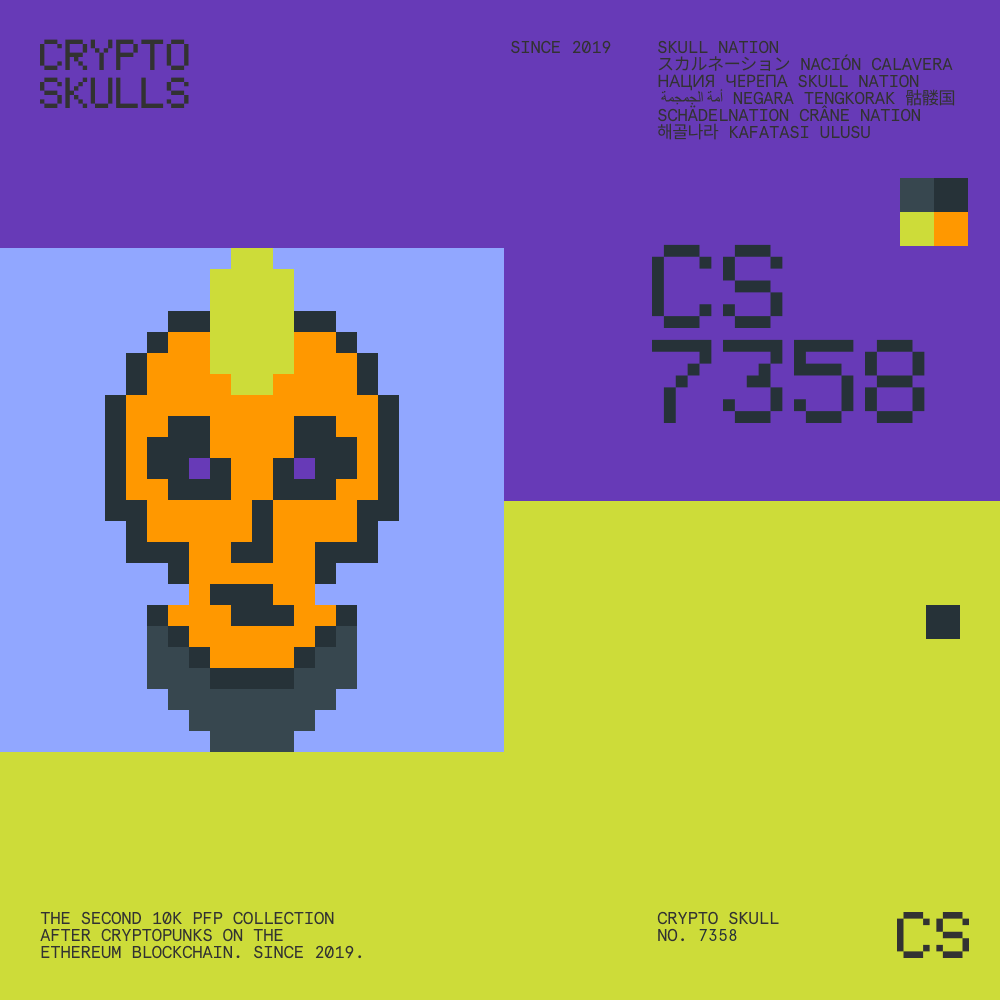 CRYPTO
SKULLS
SINCE 2019
SKULL NATION
スカルネーション NACIÓN CALAVERA
НАЦИЯ ЧЕРЕПА SKULL NATION
أمة الجمجمة NEGARA TENGKORAK 骷髅国
SCHÄDELNATION CRÂNE NATION
해골나라 KAFATASI ULUSU
CS
7358
THE SECOND 10K PFP COLLECTION
AFTER CRYPTOPUNKS ON THE
ETHEREUM BLOCKCHAIN. SINCE 2019.
CRYPTO SKULL
NO. 7358
CS